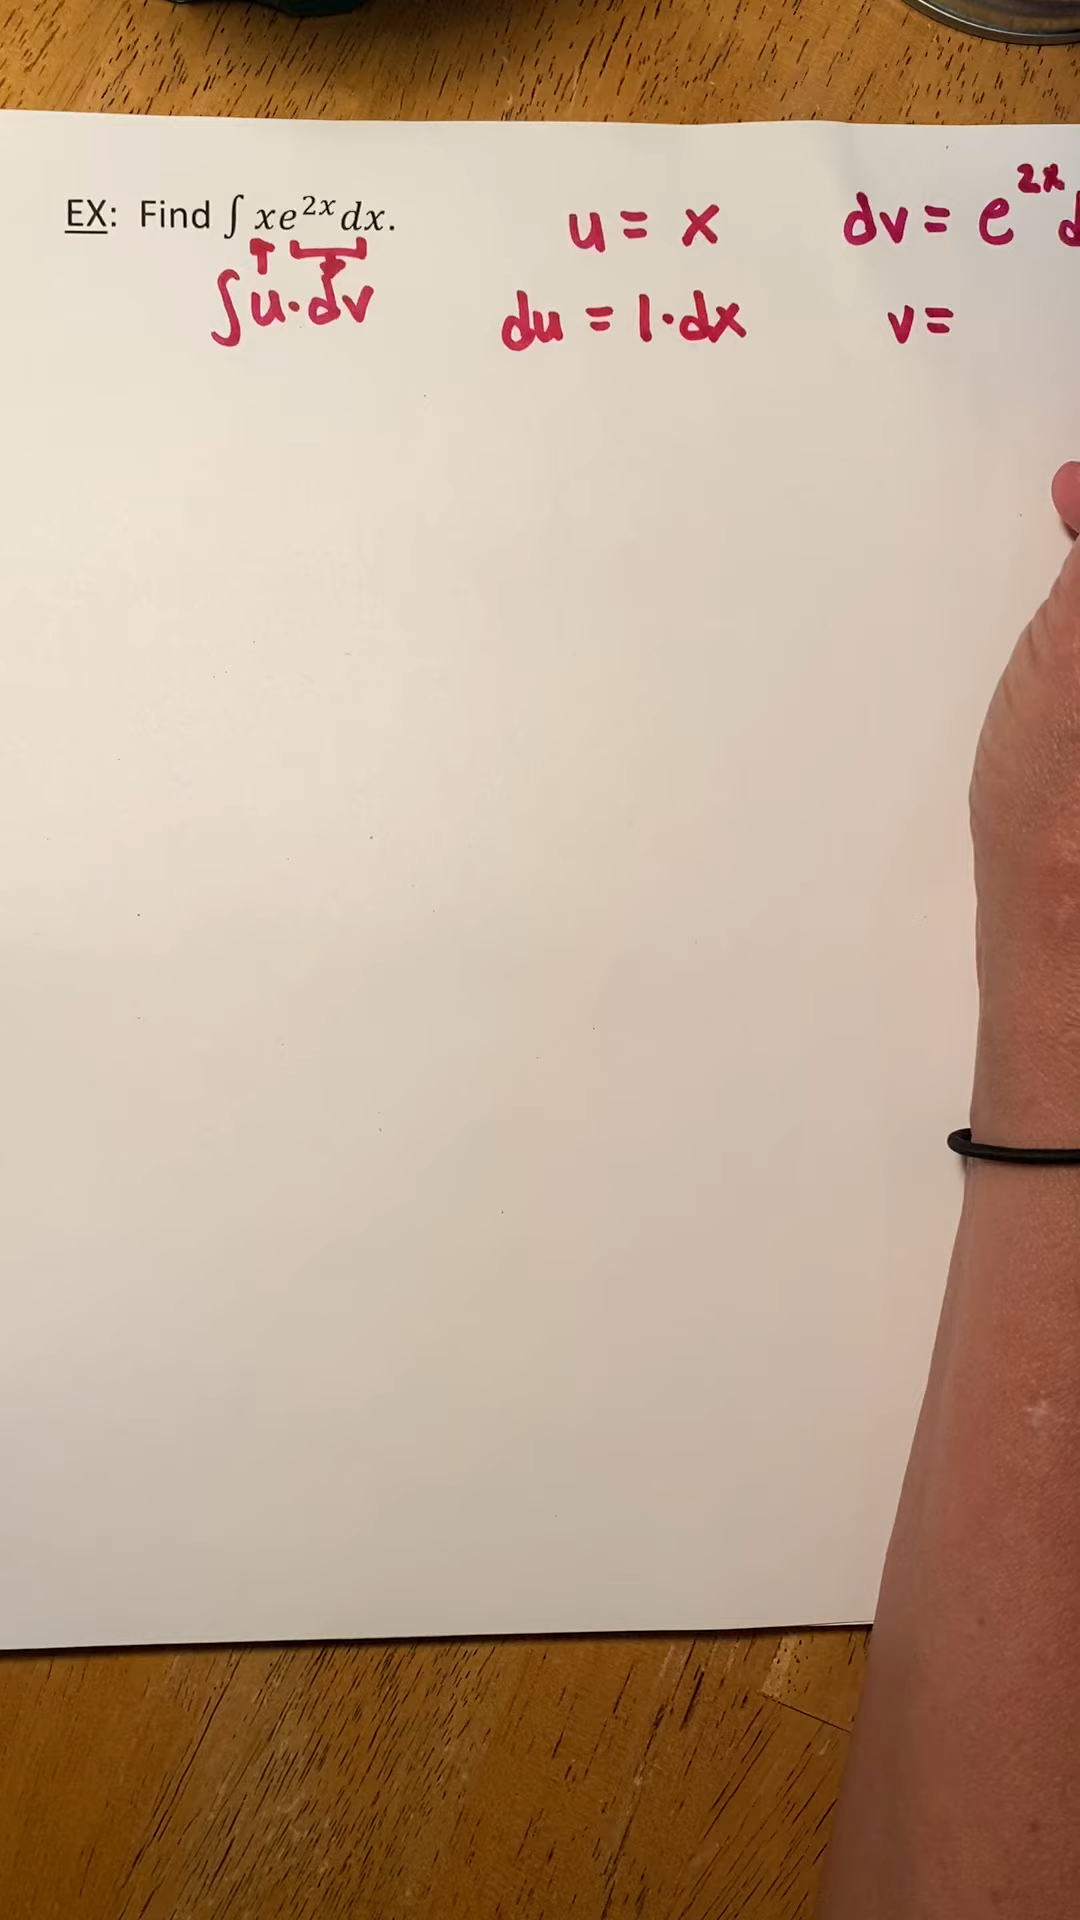 EX: Find ∫ xe^{2x} dx. u = x dv = e^{2x} d
∫u·dv du = 1·dx v=